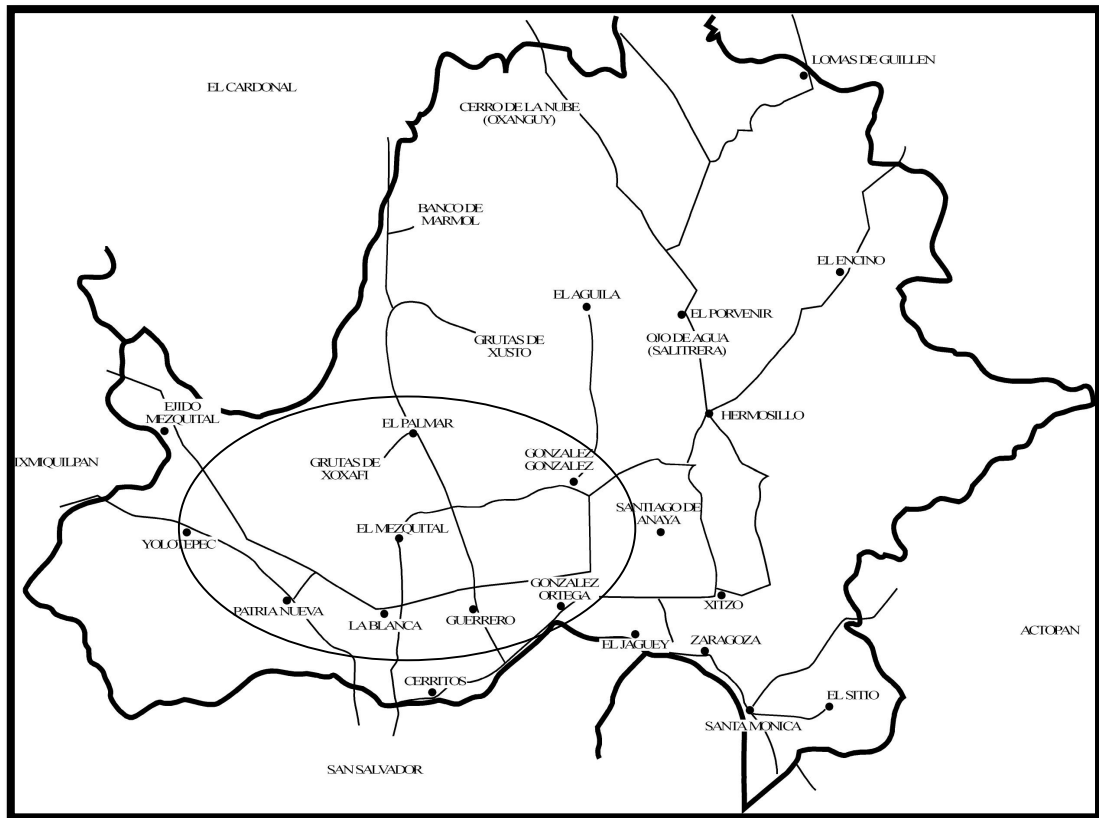 LOMAS DE GUILLEN
EL CARDONAL
CERRO DE LA NUBE
(OXANGUY)
BANCO DE
MARMOL
EL ENCINO
EL AGUILA
EL PORVENIR
GRUTAS DE
XUSTO
OJO DE AGUA
(SALITRERA)
EJIDO
MEZQUITAL
HERMOSILLO
EL PALMAR
IXMIQUILPAN
GRUTAS DE
XOXAFI
GONZALEZ
GONZALEZ
SANTIAGO DE
ANAYA
EL MEZQUITAL
YOLOTEPEC
GONZALEZ
ORTEGA
PATRIA NUEVA
LA BLANCA
GUERRERO
XITZO
ACTOPAN
EL JAGUEY
ZARAGOZA
CERRITOS
EL SITIO
SANTA MONICA
SAN SALVADOR